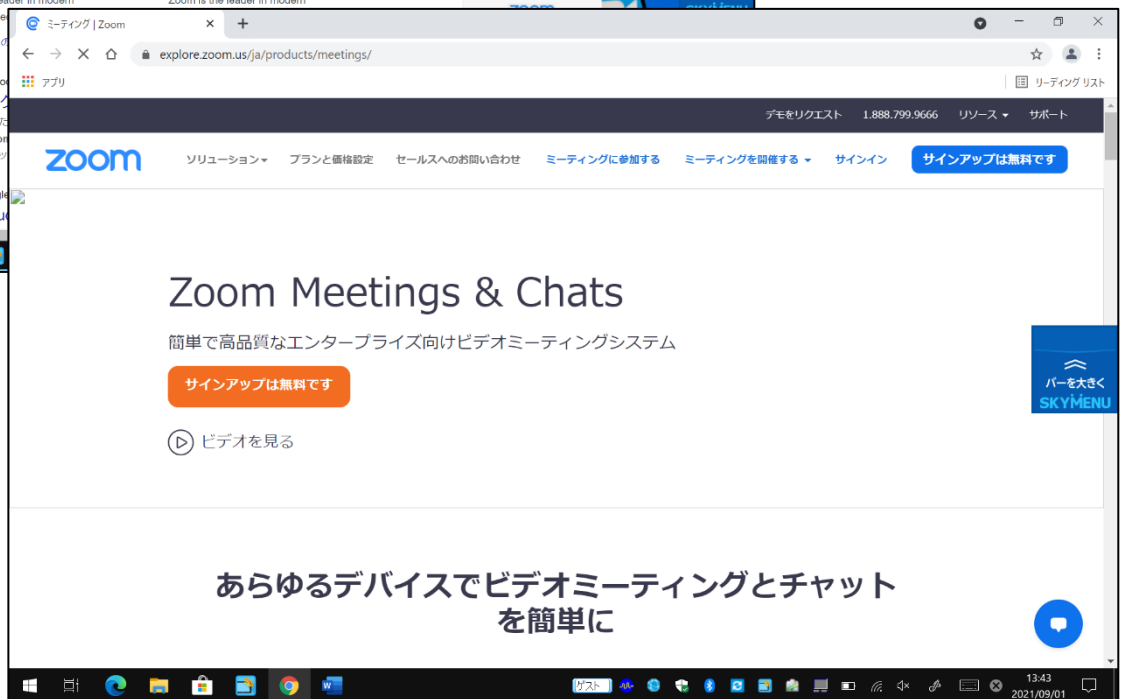 Zoom is the leader in modern
zoom
SKYMENU
ミーティング | Zoom
explore.zoom.us/ja/products/meetings/
アプリ
リーディング リスト
デモをリクエスト 1.888.799.9666 リソース サポート
zoom ソリューション プランと価格設定 セールスへのお問い合わせ ミーティングに参加する ミーティングを開催する サインイン サインアップは無料です
Zoom Meetings & Chats
簡単で高品質なエンタープライズ向けビデオミーティングシステム
サインアップは無料です
バーを大きく
SKYMENU
ビデオを見る
あらゆるデバイスでビデオミーティングとチャット
を簡単に
ゲスト
13:43
2021/09/01